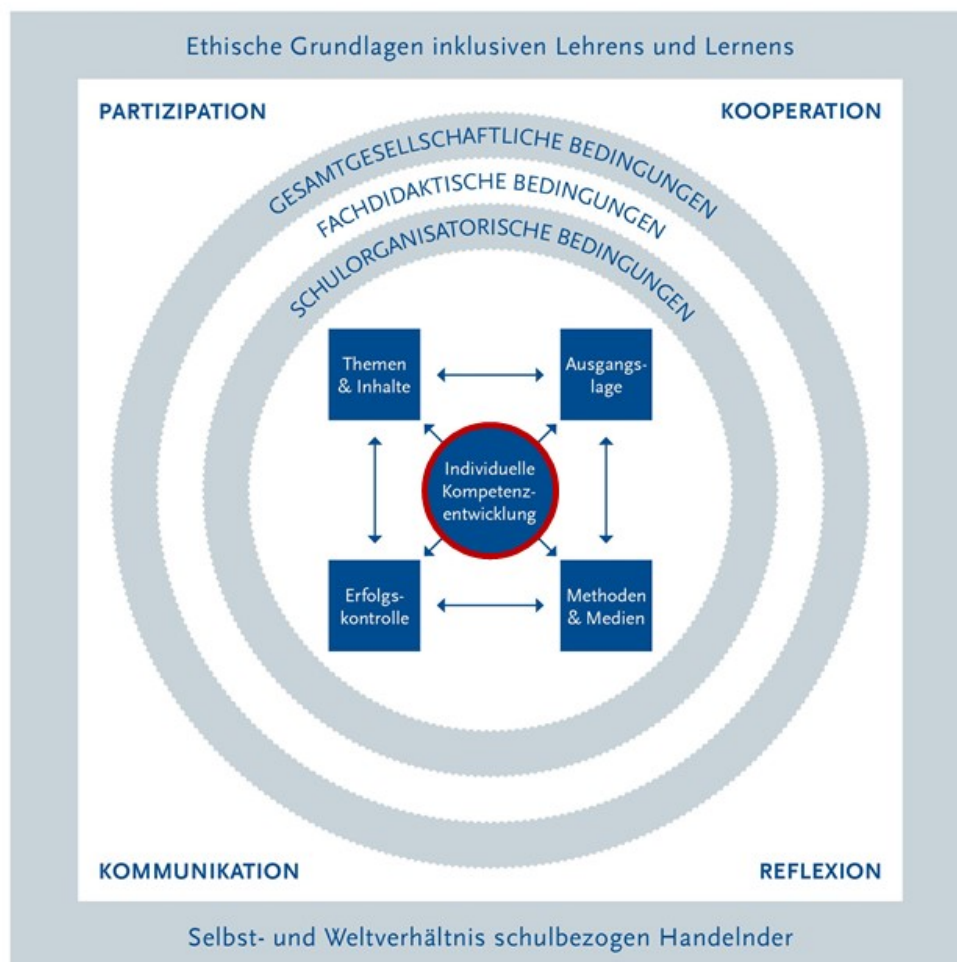 Ethische Grundlagen inklusiven Lehrens und Lernens
PARTIZIPATION
KOOPERATION
GESAMTGESELLSCHAFTLICHE BEDINGUNGEN
FACHDIDAKTISCHE BEDINGUNGEN
SCHULORGANISATORISCHE BEDINGUNGEN
Themen
& Inhalte
Ausgangs-
lage
Individuelle
Kompetenz-
entwicklung
Erfolgs-
kontrolle
Methoden
& Medien
KOMMUNIKATION
REFLEXION
Selbst- und Weltverhältnis schulbezogen Handelnder